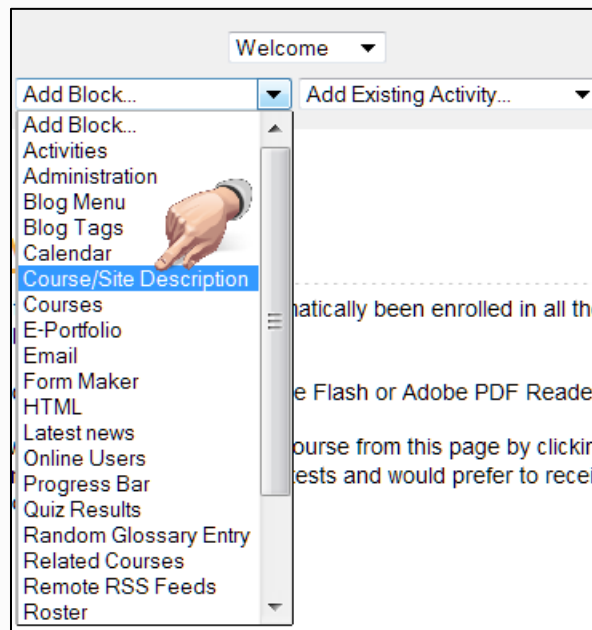 Welcome
Add Block... Add Existing Activity...
Add Block...
Activities
Administration
Blog Menu
Blog Tags
Calendar
Course/Site Description
Courses
natically been enrolled in all the
E-Portfolio
Email
Form Maker
e Flash or Adobe PDF Reade
HTML
Latest news
ourse from this page by clickin
Online Users
Progress Bar
tests and would prefer to recei
Quiz Results
Random Glossary Entry
Related Courses
Remote RSS Feeds
Roster